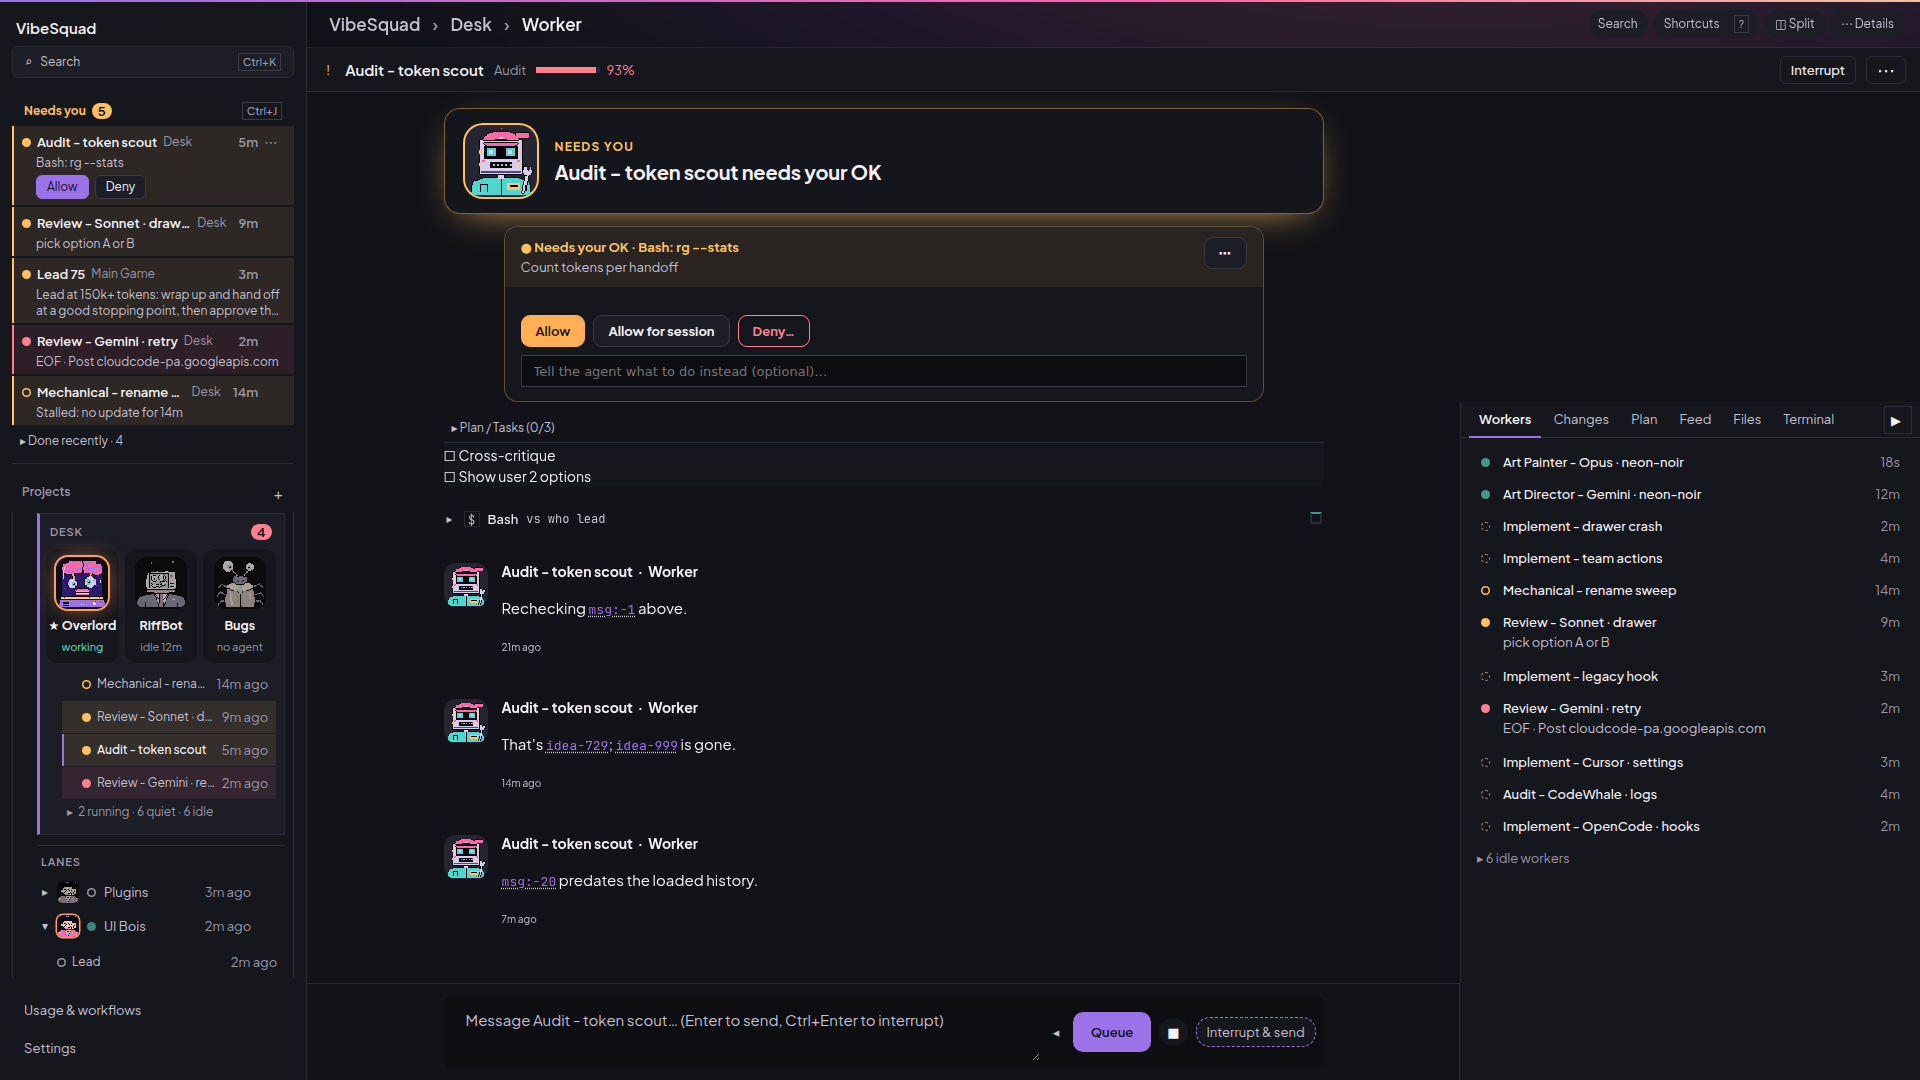 VibeSquad
Search Ctrl+K
Needs you 5 Ctrl+J
Audit – token scout Desk 5m ···
Bash: rg --stats
Allow Deny
Review – Sonnet · draw… Desk 9m
pick option A or B
Lead 75 Main Game 3m
Lead at 150k+ tokens: wrap up and hand off
at a good stopping point, then approve th…
Review – Gemini · retry Desk 2m
EOF · Post cloudcode-pa.googleapis.com
Mechanical – rename … Desk 14m
Stalled: no update for 14m
▸ Done recently · 4
Projects +
DESK 4
★ Overlord RiffBot Bugs
working idle 12m no agent
Mechanical – rena… 14m ago
Review – Sonnet · d… 9m ago
Audit – token scout 5m ago
Review – Gemini · re… 2m ago
▸ 2 running · 6 quiet · 6 idle
LANES
▸ Plugins 3m ago
▾ UI Bois 2m ago
Lead 2m ago
Usage & workflows
Settings
VibeSquad › Desk › Worker
Search Shortcuts ? Split ··· Details
! Audit – token scout Audit 93% Interrupt ···
NEEDS YOU
Audit – token scout needs your OK
Needs your OK · Bash: rg --stats
Count tokens per handoff
···
Allow Allow for session Deny…
Tell the agent what to do instead (optional)…
▸ Plan / Tasks (0/3)
☐ Cross-critique
☐ Show user 2 options
▸ $ Bash vs who lead
Audit – token scout · Worker
Rechecking msg:-1 above.
21m ago
Audit – token scout · Worker
That's idea-729; idea-999 is gone.
14m ago
Audit – token scout · Worker
msg:-20 predates the loaded history.
7m ago
Message Audit – token scout… (Enter to send, Ctrl+Enter to interrupt)
◂ Queue ■ Interrupt & send
Workers Changes Plan Feed Files Terminal ▶
Art Painter – Opus · neon-noir 18s
Art Director – Gemini · neon-noir 12m
Implement – drawer crash 2m
Implement – team actions 4m
Mechanical – rename sweep 14m
Review – Sonnet · drawer 9m
pick option A or B
Implement – legacy hook 3m
Review – Gemini · retry 2m
EOF · Post cloudcode-pa.googleapis.com
Implement – Cursor · settings 3m
Audit – CodeWhale · logs 4m
Implement – OpenCode · hooks 2m
▸ 6 idle workers